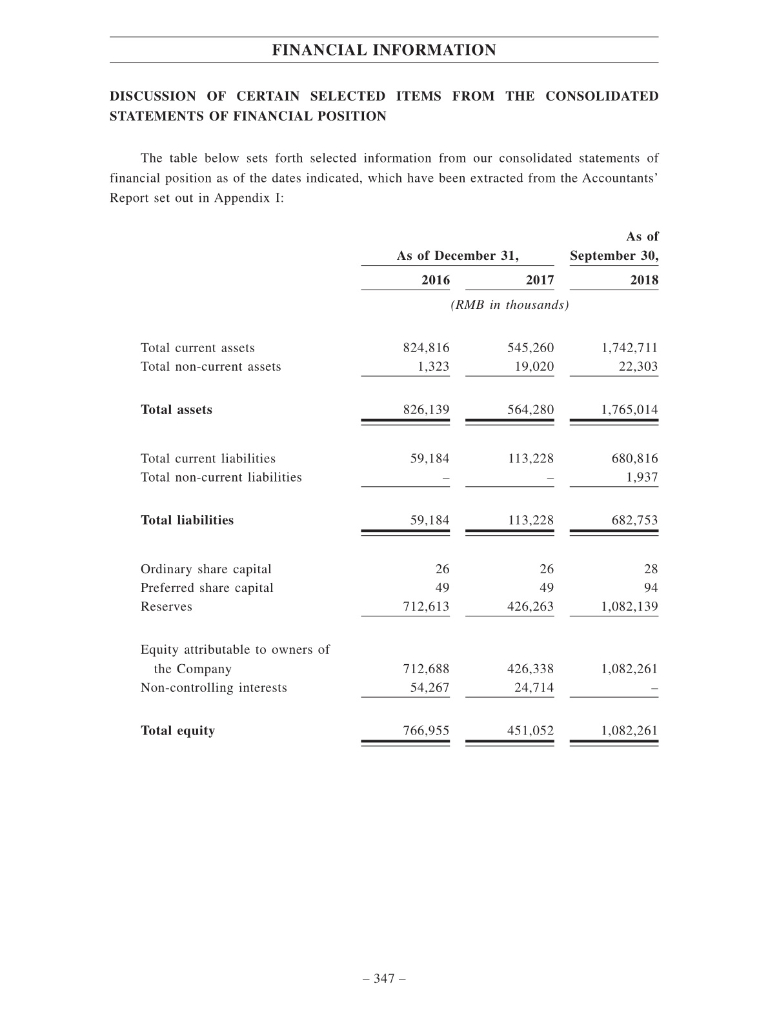 FINANCIAL INFORMATION
DISCUSSION OF CERTAIN SELECTED ITEMS FROM THE CONSOLIDATED
STATEMENTS OF FINANCIAL POSITION
The table below sets forth selected information from our consolidated statements of
financial position as of the dates indicated, which have been extracted from the Accountants’
Report set out in Appendix I:
As of
As of December 31, September 30,
2016 2017 2018
(RMB in thousands)
Total current assets 824,816 545,260 1,742,711
Total non-current assets 1,323 19,020 22,303
Total assets 826,139 564,280 1,765,014
Total current liabilities 59,184 113,228 680,816
Total non-current liabilities – – 1,937
Total liabilities 59,184 113,228 682,753
Ordinary share capital 26 26 28
Preferred share capital 49 49 94
Reserves 712,613 426,263 1,082,139
Equity attributable to owners of
the Company 712,688 426,338 1,082,261
Non-controlling interests 54,267 24,714 –
Total equity 766,955 451,052 1,082,261
– 347 –